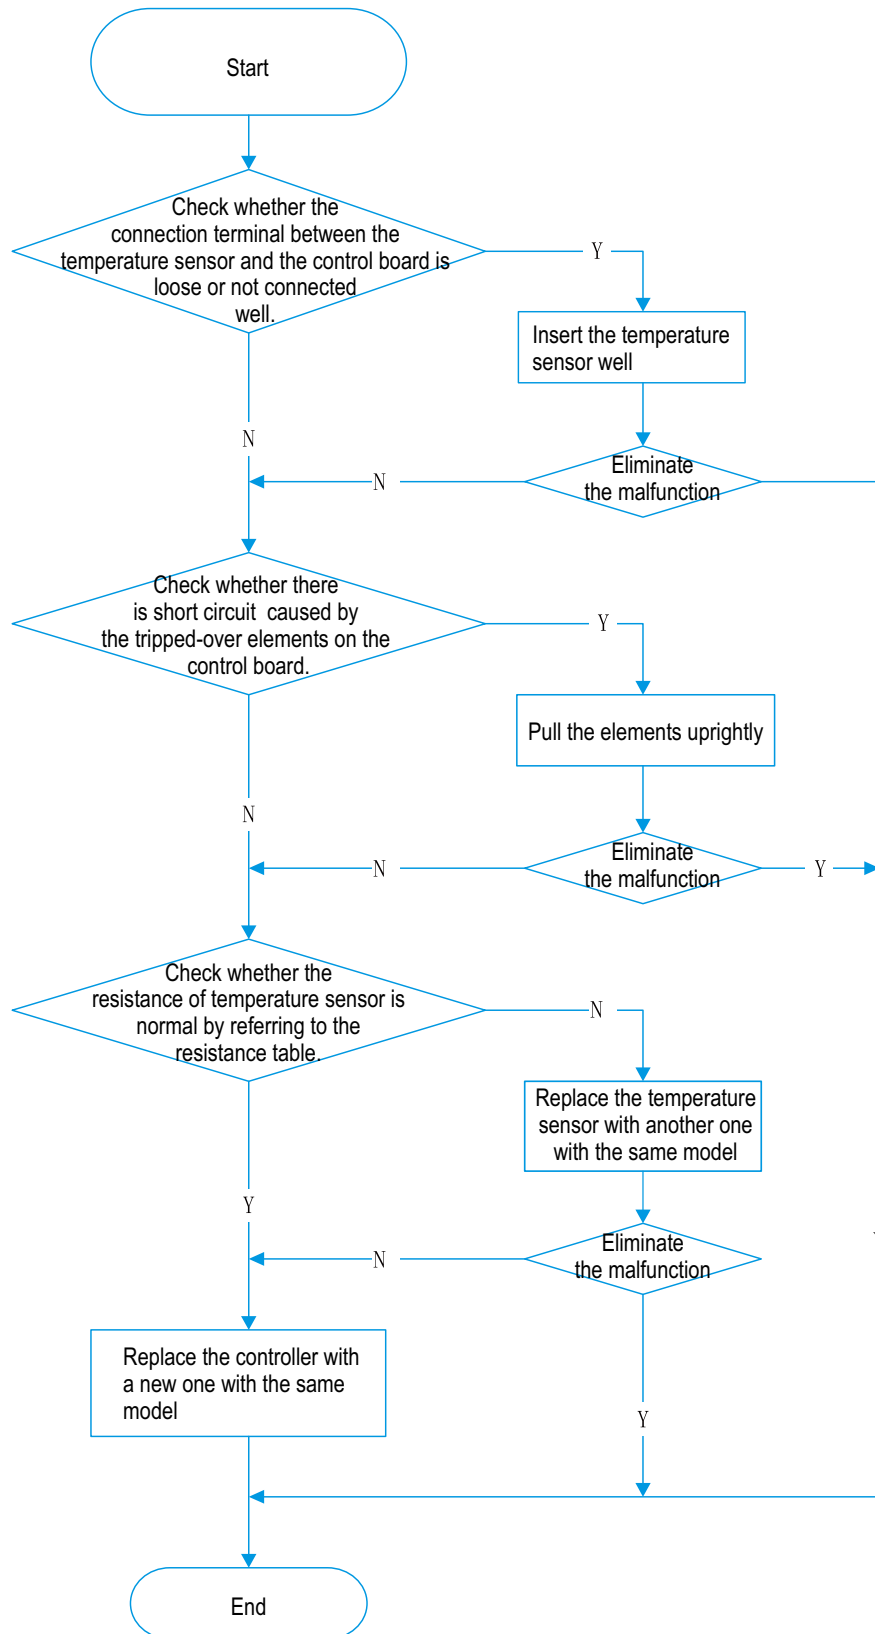 Start
Check whether the
connection terminal between the
temperature sensor and the control board is
loose or not connected
well.
Y
Insert the temperature
sensor well
N
Eliminate
the malfunction
N
Check whether there
is short circuit caused by
the tripped-over elements on the
control board.
Y
Pull the elements uprightly
N
Eliminate
the malfunction
N
Y
Check whether the
resistance of temperature sensor is
normal by referring to the
resistance table.
N
Replace the temperature
sensor with another one
with the same model
Y
Eliminate
the malfunction
N
Replace the controller with
a new one with the same
model
Y
End